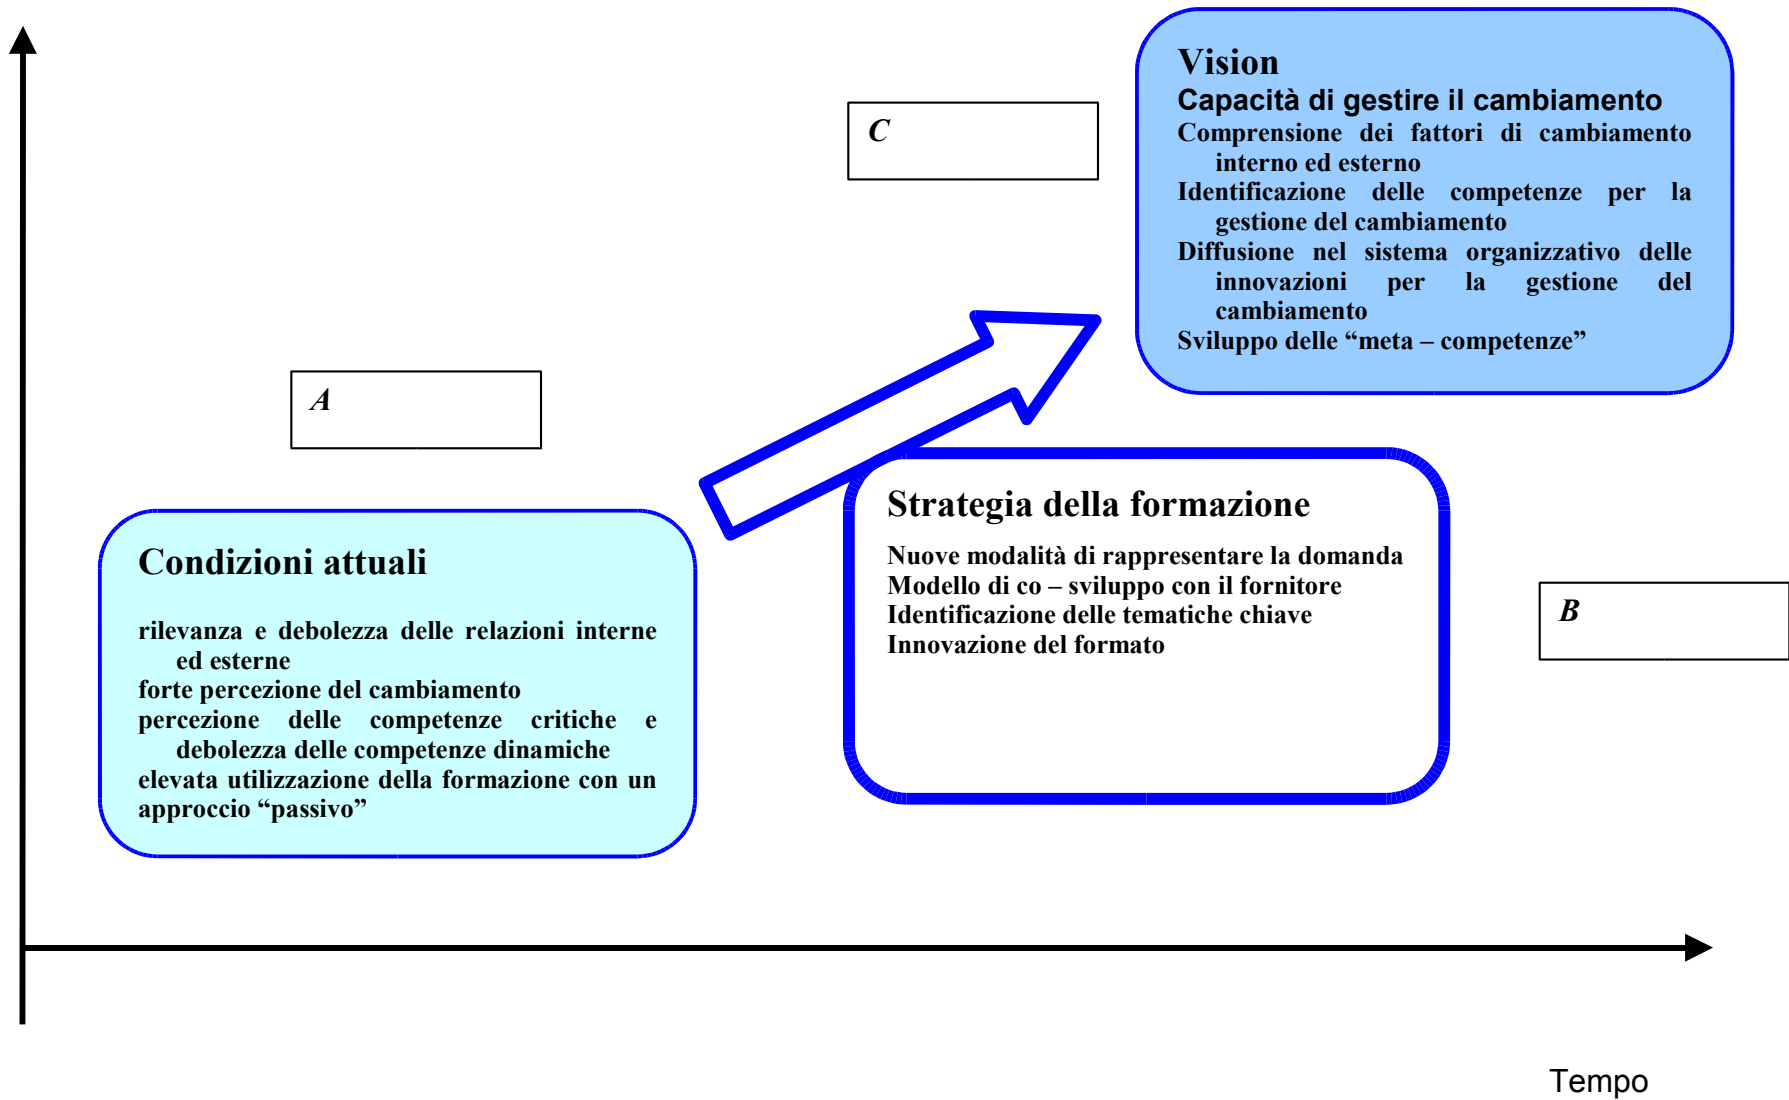 Vision
Capacità di gestire il cambiamento
Comprensione dei fattori di cambiamento
interno ed esterno
Identificazione delle competenze per la
gestione del cambiamento
Diffusione nel sistema organizzativo delle
innovazioni per la gestione del
cambiamento
Sviluppo delle “meta – competenze”
C
A
Condizioni attuali
rilevanza e debolezza delle relazioni interne
ed esterne
forte percezione del cambiamento
percezione delle competenze critiche e
debolezza delle competenze dinamiche
elevata utilizzazione della formazione con un
approccio “passivo”
Strategia della formazione
Nuove modalità di rappresentare la domanda
Modello di co – sviluppo con il fornitore
Identificazione delle tematiche chiave
Innovazione del formato
B
Tempo